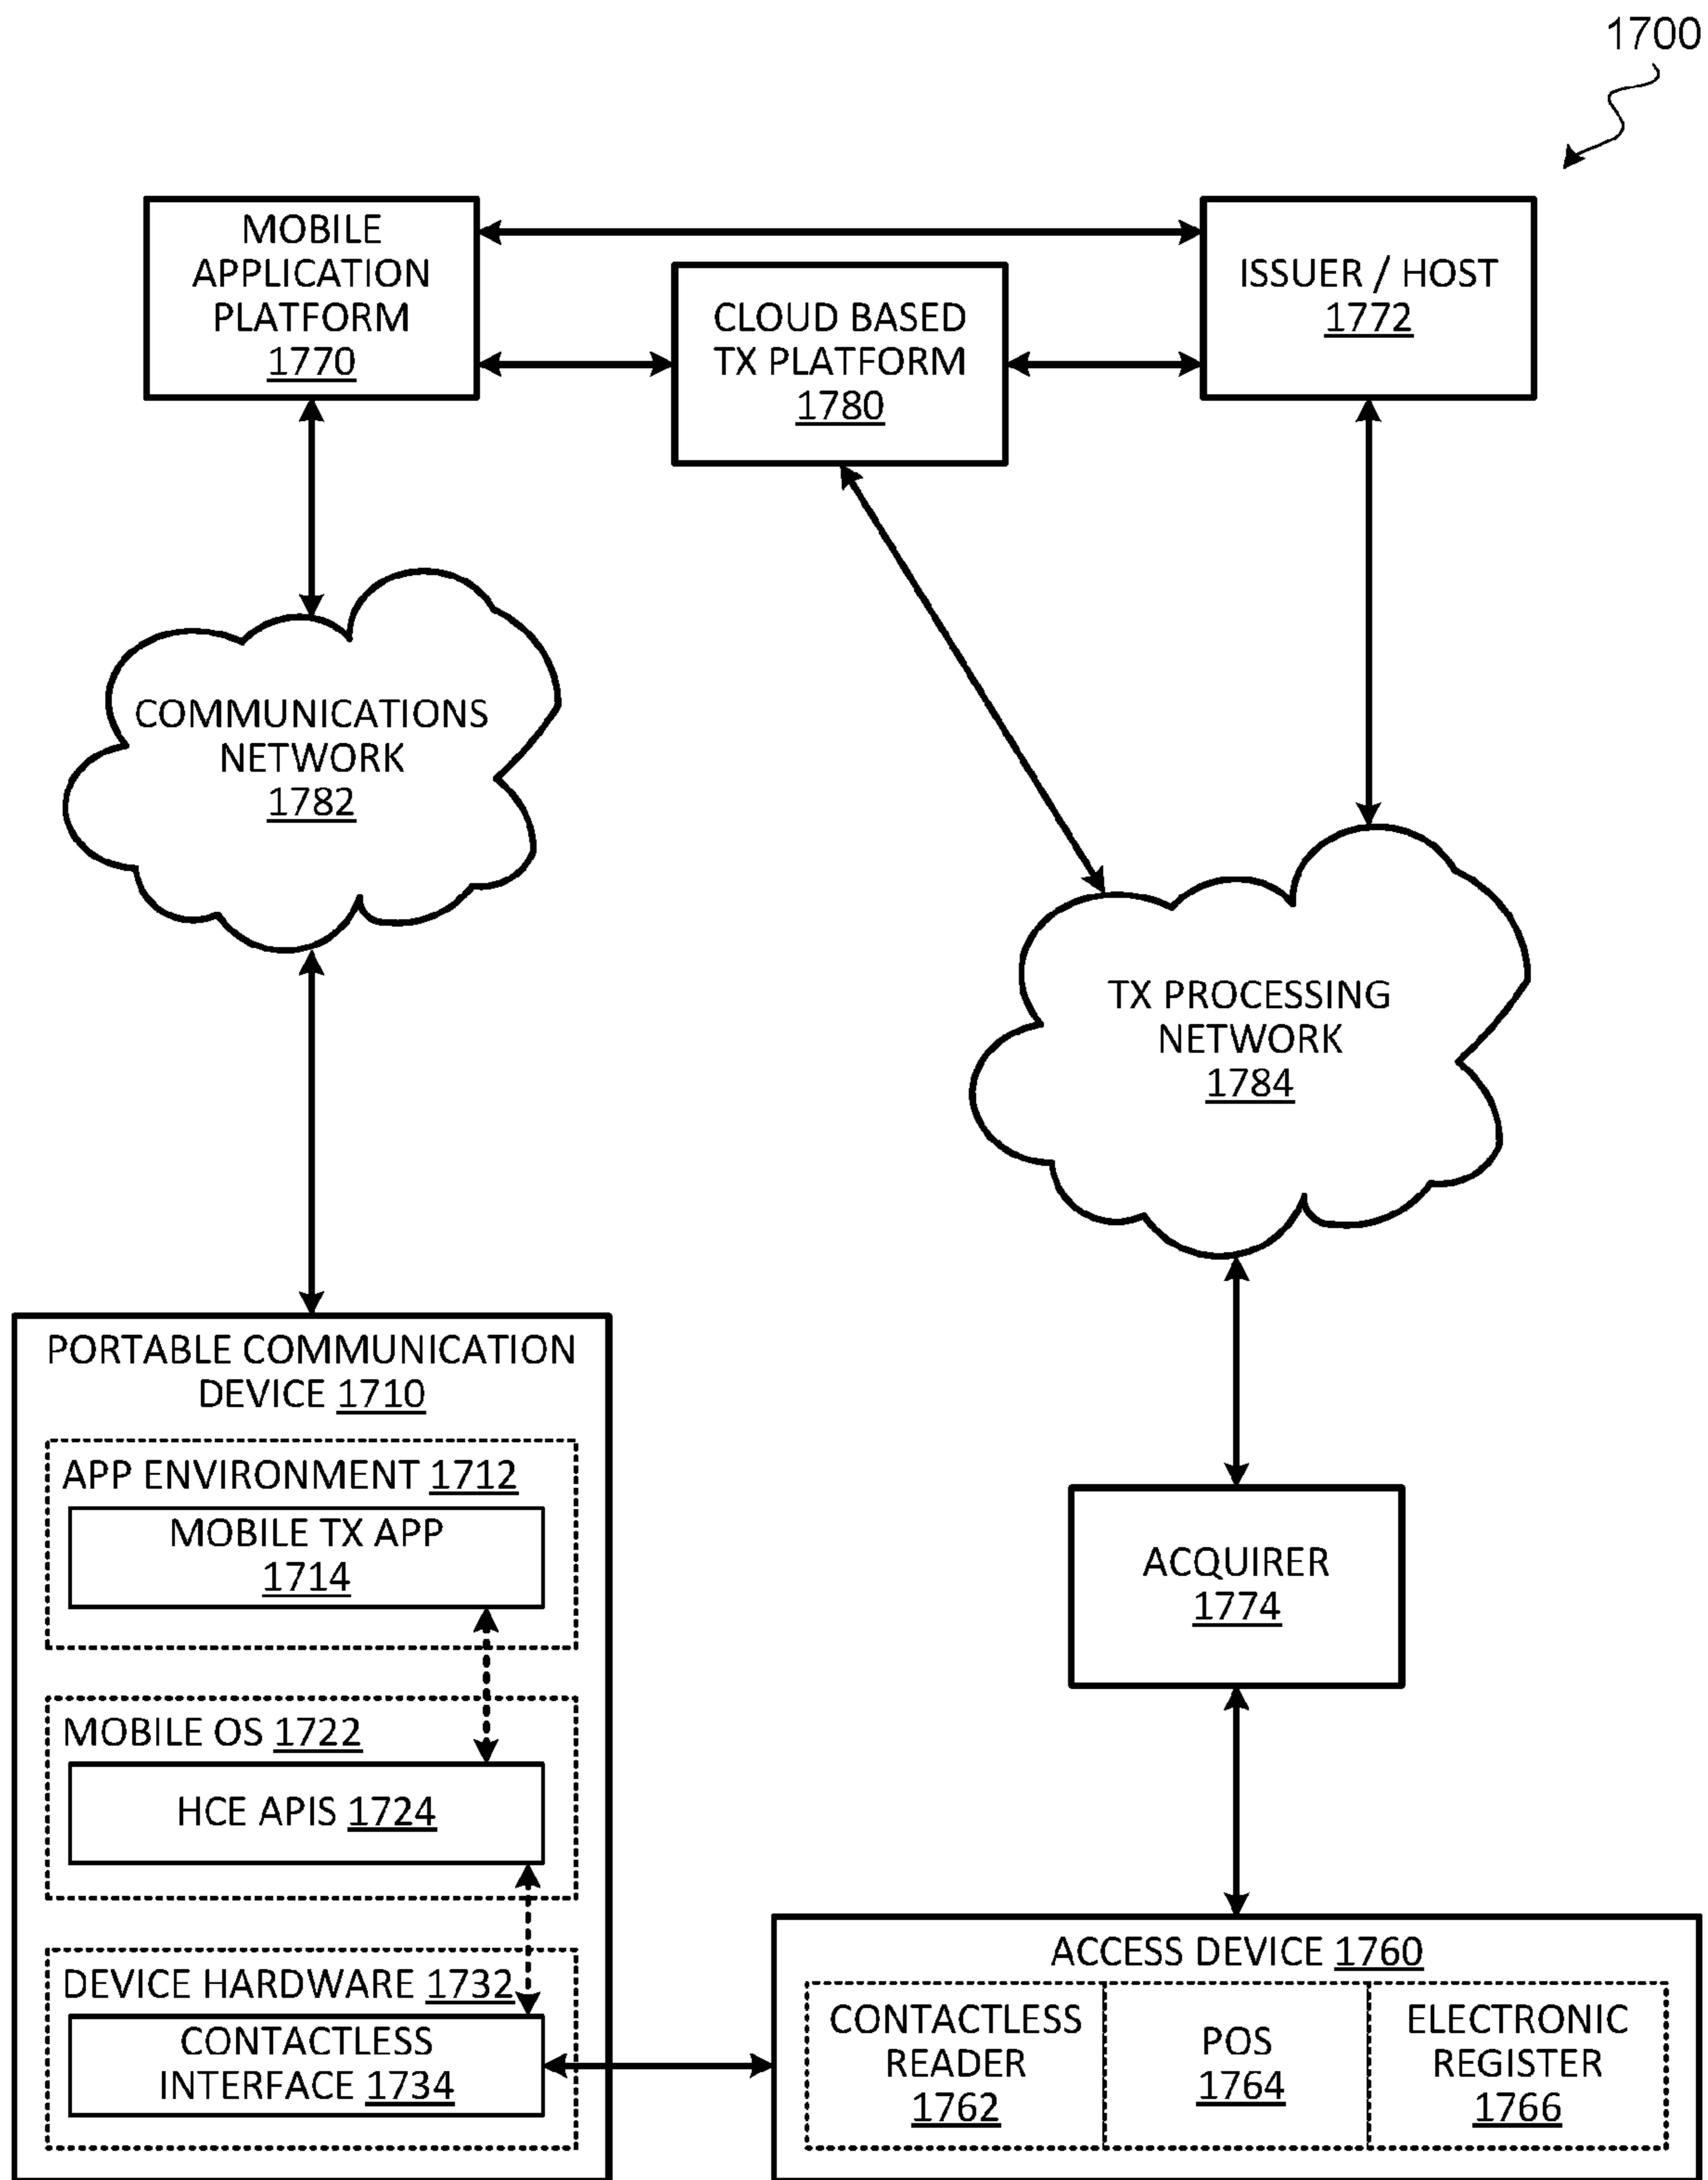 1700
MOBILE
APPLICATION
PLATFORM
1770
CLOUD BASED
TX PLATFORM
1780
ISSUER / HOST
1772
COMMUNICATIONS
NETWORK
1782
TX PROCESSING
NETWORK
1784
PORTABLE COMMUNICATION
DEVICE 1710
APP ENVIRONMENT 1712
MOBILE TX APP
1714
MOBILE OS 1722
HCE APIS 1724
DEVICE HARDWARE 1732
CONTACTLESS
INTERFACE 1734
ACQUIRER
1774
ACCESS DEVICE 1760
CONTACTLESS
READER
1762
POS
1764
ELECTRONIC
REGISTER
1766